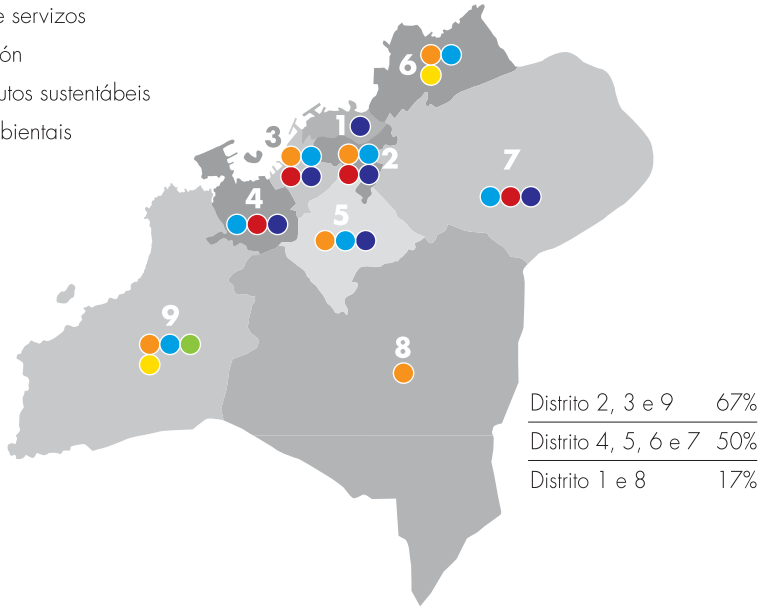 e servizos
ón
utos sustentábeis
bientais
6
1
3
2
7
4
5
9
8
Distrito 2, 3 e 9 67%
Distrito 4, 5, 6 e 7 50%
Distrito 1 e 8 17%